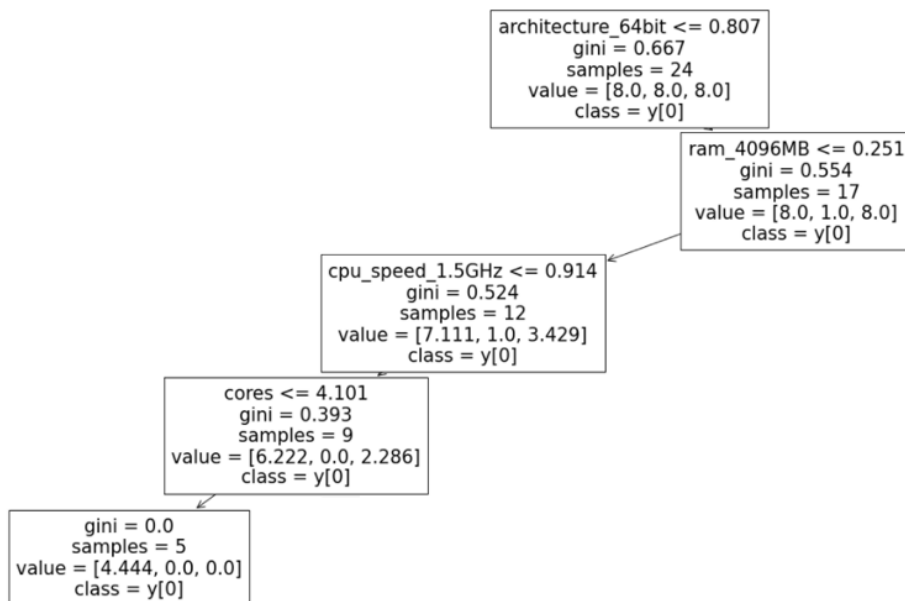 architecture_64bit <= 0.807
gini = 0.667
samples = 24
value = [8.0, 8.0, 8.0]
class = y[0]
ram_4096MB <= 0.251
gini = 0.554
samples = 17
value = [8.0, 1.0, 8.0]
class = y[0]
cpu_speed_1.5GHz <= 0.914
gini = 0.524
samples = 12
value = [7.111, 1.0, 3.429]
class = y[0]
cores <= 4.101
gini = 0.393
samples = 9
value = [6.222, 0.0, 2.286]
class = y[0]
gini = 0.0
samples = 5
value = [4.444, 0.0, 0.0]
class = y[0]